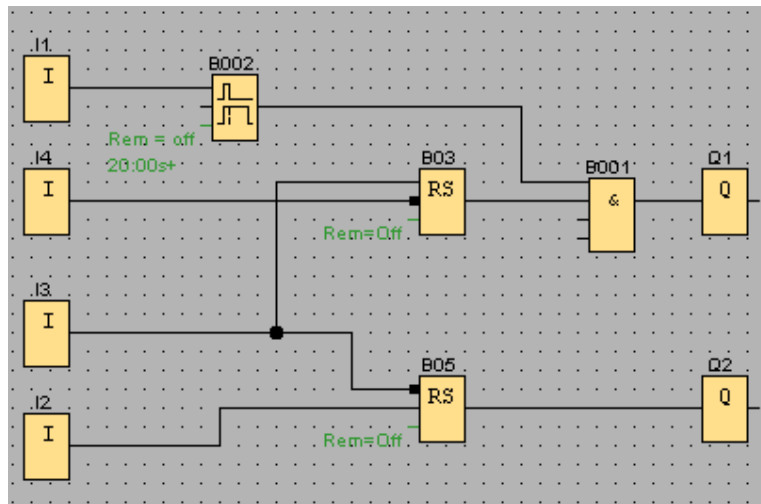 I1
I
B002
Rem = off
20:00s+
I4
I
B03
RS
Rem=Off
B001
&
Q1
Q
I3
I
B05
RS
Rem=Off
Q2
Q
I2
I